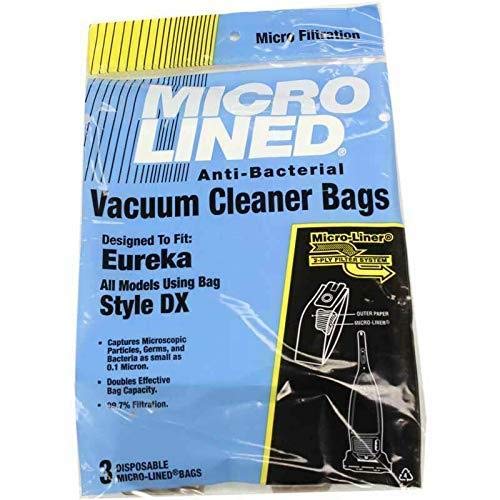 Micro Filtration
MICRO
LINED®
Anti-Bacterial
Vacuum Cleaner Bags
Designed To Fit:
Eureka
All Models Using Bag
Style DX
• Captures Microscopic
Particles, Germs, and
Bacteria as small as
0.1 Micron.
• Doubles Effective
Bag Capacity.
• 99.7% Filtration.
Micro-Liner®
3-PLY FILTER SYSTEM
OUTER PAPER
MICRO-LINER®
3 DISPOSABLE
MICRO-LINED® BAGS